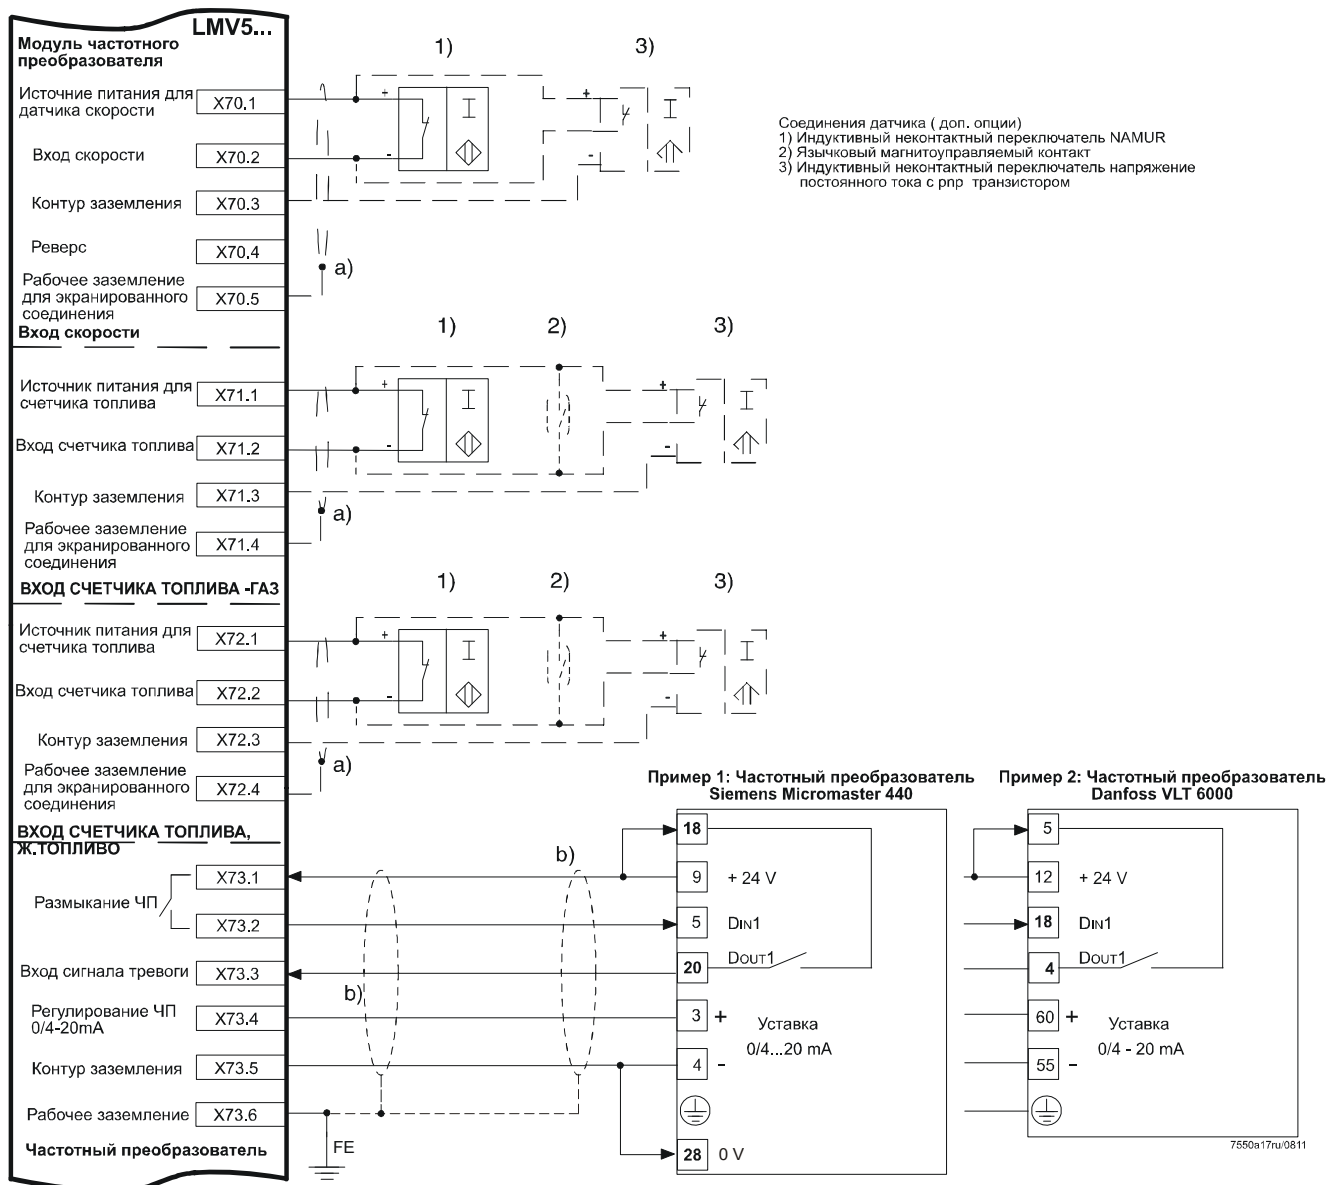 LMV5...
Модуль частотного
преобразователя
Источние питания для
датчика скорости
X70.1
Вход скорости
X70.2
Контур заземления
X70.3
Реверс
X70.4
Рабочее заземление
для экранированного
соединения
X70.5
Вход скорости
1)
3)
+
-
+
-
a)
Соединения датчика ( доп. опции)
1) Индуктивный неконтактный переключатель NAMUR
2) Язычковый магнитоуправляемый контакт
3) Индуктивный неконтактный переключатель напряжение
постоянного тока с pnp транзистором
Источник питания для
счетчика топлива
X71.1
Вход счетчика топлива
X71.2
Контур заземления
X71.3
Рабочее заземление
для экранированного
соединения
X71.4
ВХОД СЧЕТЧИКА ТОПЛИВА -ГАЗ
1)
2)
3)
+
-
+
-
a)
Источник питания для
счетчика топлива
X72.1
Вход счетчика топлива
X72.2
Контур заземления
X72.3
Рабочее заземление
для экранированного
соединения
X72.4
ВХОД СЧЕТЧИКА ТОПЛИВА,
Ж.ТОПЛИВО
1)
2)
3)
+
-
+
-
a)
X73.1
Размыкание ЧП
X73.2
Вход сигнала тревоги
X73.3
Регулирование ЧП
0/4-20mA
X73.4
Контур заземления
X73.5
Рабочее заземление
X73.6
Частотный преобразователь
b)
b)
FE
Пример 1: Частотный преобразователь
Siemens Micromaster 440
18
9
+ 24 V
5
DIN1
20
DOUT1
3
+
Уставка
0/4...20 mA
4
-
28
0 V
Пример 2: Частотный преобразователь
Danfoss VLT 6000
5
12
+ 24 V
18
DIN1
4
DOUT1
60
+
Уставка
0/4 - 20 mA
55
-
7550a17ru/0811